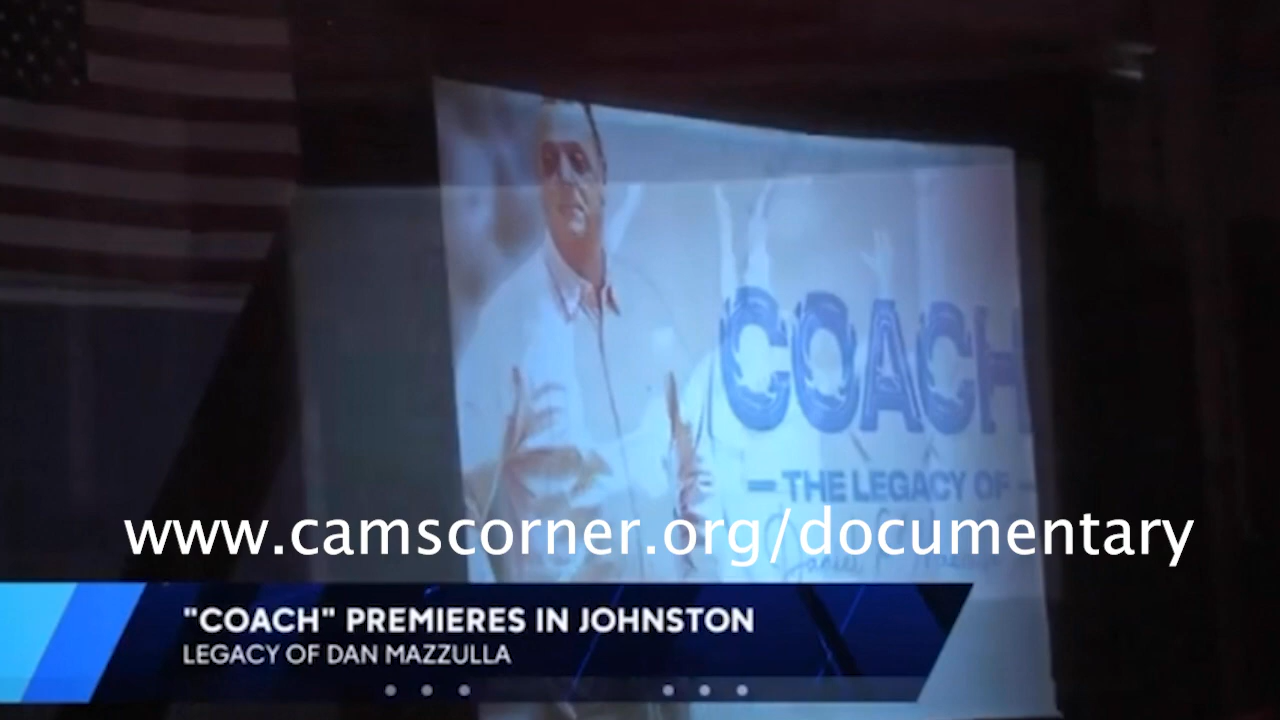 COACH
— THE LEGACY OF —
www.camscorner.org/documentary
"COACH" PREMIERES IN JOHNSTON
LEGACY OF DAN MAZZULLA